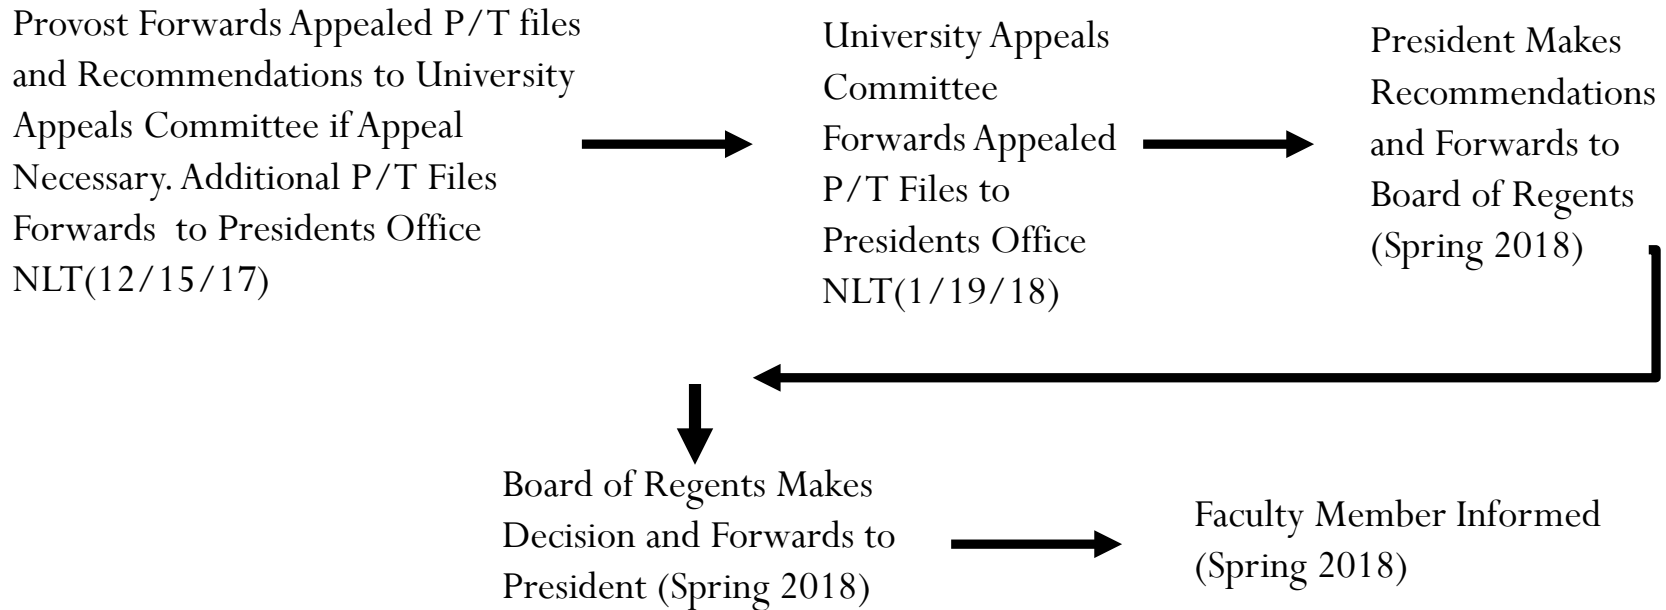 Provost Forwards Appealed P/T files
and Recommendations to University
Appeals Committee if Appeal
Necessary. Additional P/T Files
Forwards  to Presidents Office
NLT(12/15/17)
University Appeals
Committee
Forwards Appealed
P/T Files to
Presidents Office
NLT(1/19/18)
President Makes
Recommendations
and Forwards to
Board of Regents
(Spring 2018)
Board of Regents Makes
Decision and Forwards to
President (Spring 2018)
Faculty Member Informed
(Spring 2018)